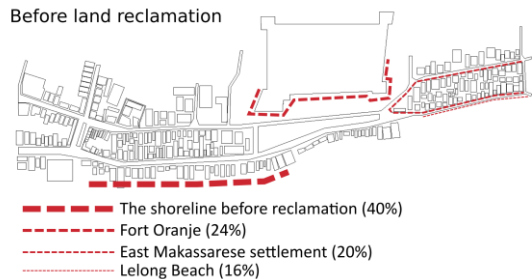 Before land reclamation
The shoreline before reclamation (40%)
Fort Oranje (24%)
East Makassarese settlement (20%)
Lelong Beach (16%)